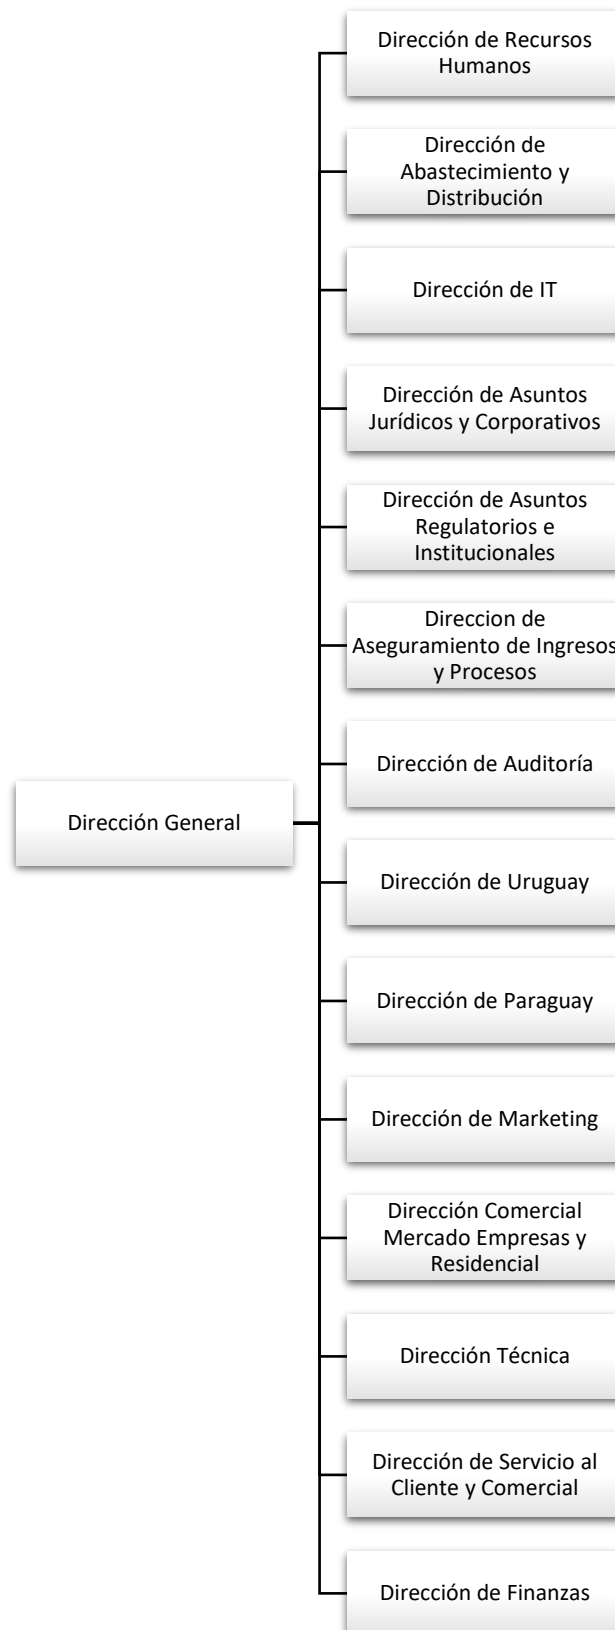 Dirección de Recursos
Humanos
Dirección de
Abastecimiento y
Distribución
Dirección de IT
Dirección de Asuntos
Jurídicos y Corporativos
Dirección de Asuntos
Regulatorios e
Institucionales
Direccion de
Aseguramiento de Ingresos
y Procesos
Dirección de Auditoría
Dirección General
Dirección de Uruguay
Dirección de Paraguay
Dirección de Marketing
Dirección Comercial
Mercado Empresas y
Residencial
Dirección Técnica
Dirección de Servicio al
Cliente y Comercial
Dirección de Finanzas